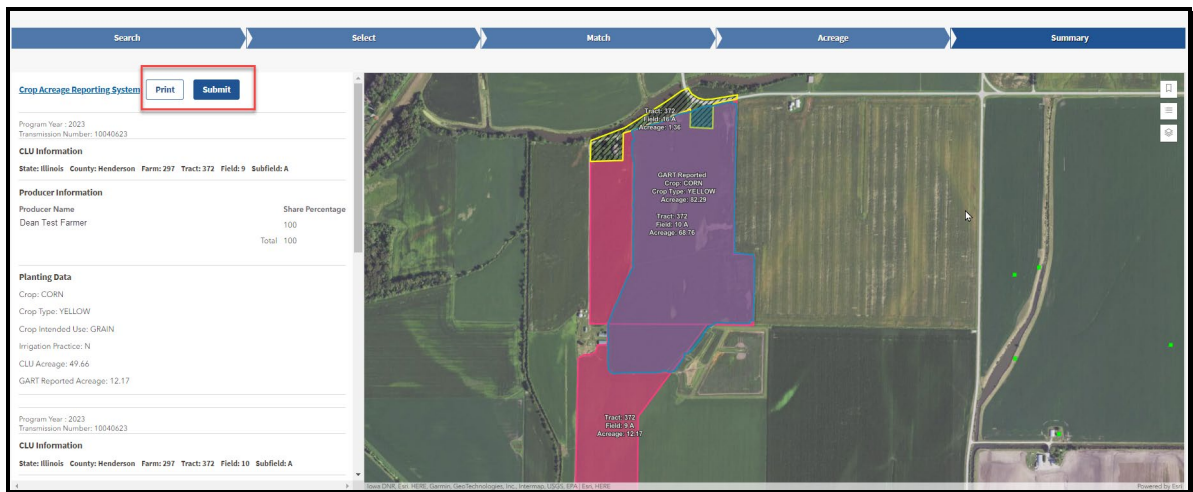 Search Select Match Acreage Summary
Crop Acreage Reporting System Print Submit
Program Year : 2023
Transmission Number: 10040623
CLU Information
State: Illinois County: Henderson Farm: 297 Tract: 372 Field: 9 Subfield: A
Producer Information
Producer Name Share Percentage
Dean Test Farmer 100
Total 100
Planting Data
Crop: CORN
Crop Type: YELLOW
Crop Intended Use: GRAIN
Irrigation Practice: N
CLU Acreage: 49.66
GART Reported Acreage: 12.17
Program Year : 2023
Transmission Number: 10040623
CLU Information
State: Illinois County: Henderson Farm: 297 Tract: 372 Field: 10 Subfield: A
Tract: 372
Field: 16 A
Acreage: 1.36
GART Reported
Crop: CORN
Crop Type: YELLOW
Acreage: 82.29
Tract: 372
Field: 10 A
Acreage: 68.76
Tract: 372
Field: 9 A
Acreage: 12.17
Iowa DNR, Esri, HERE, Garmin, GeoTechnologies, Inc., Intermap, USGS, EPA | Esri, HERE
Powered by Esri